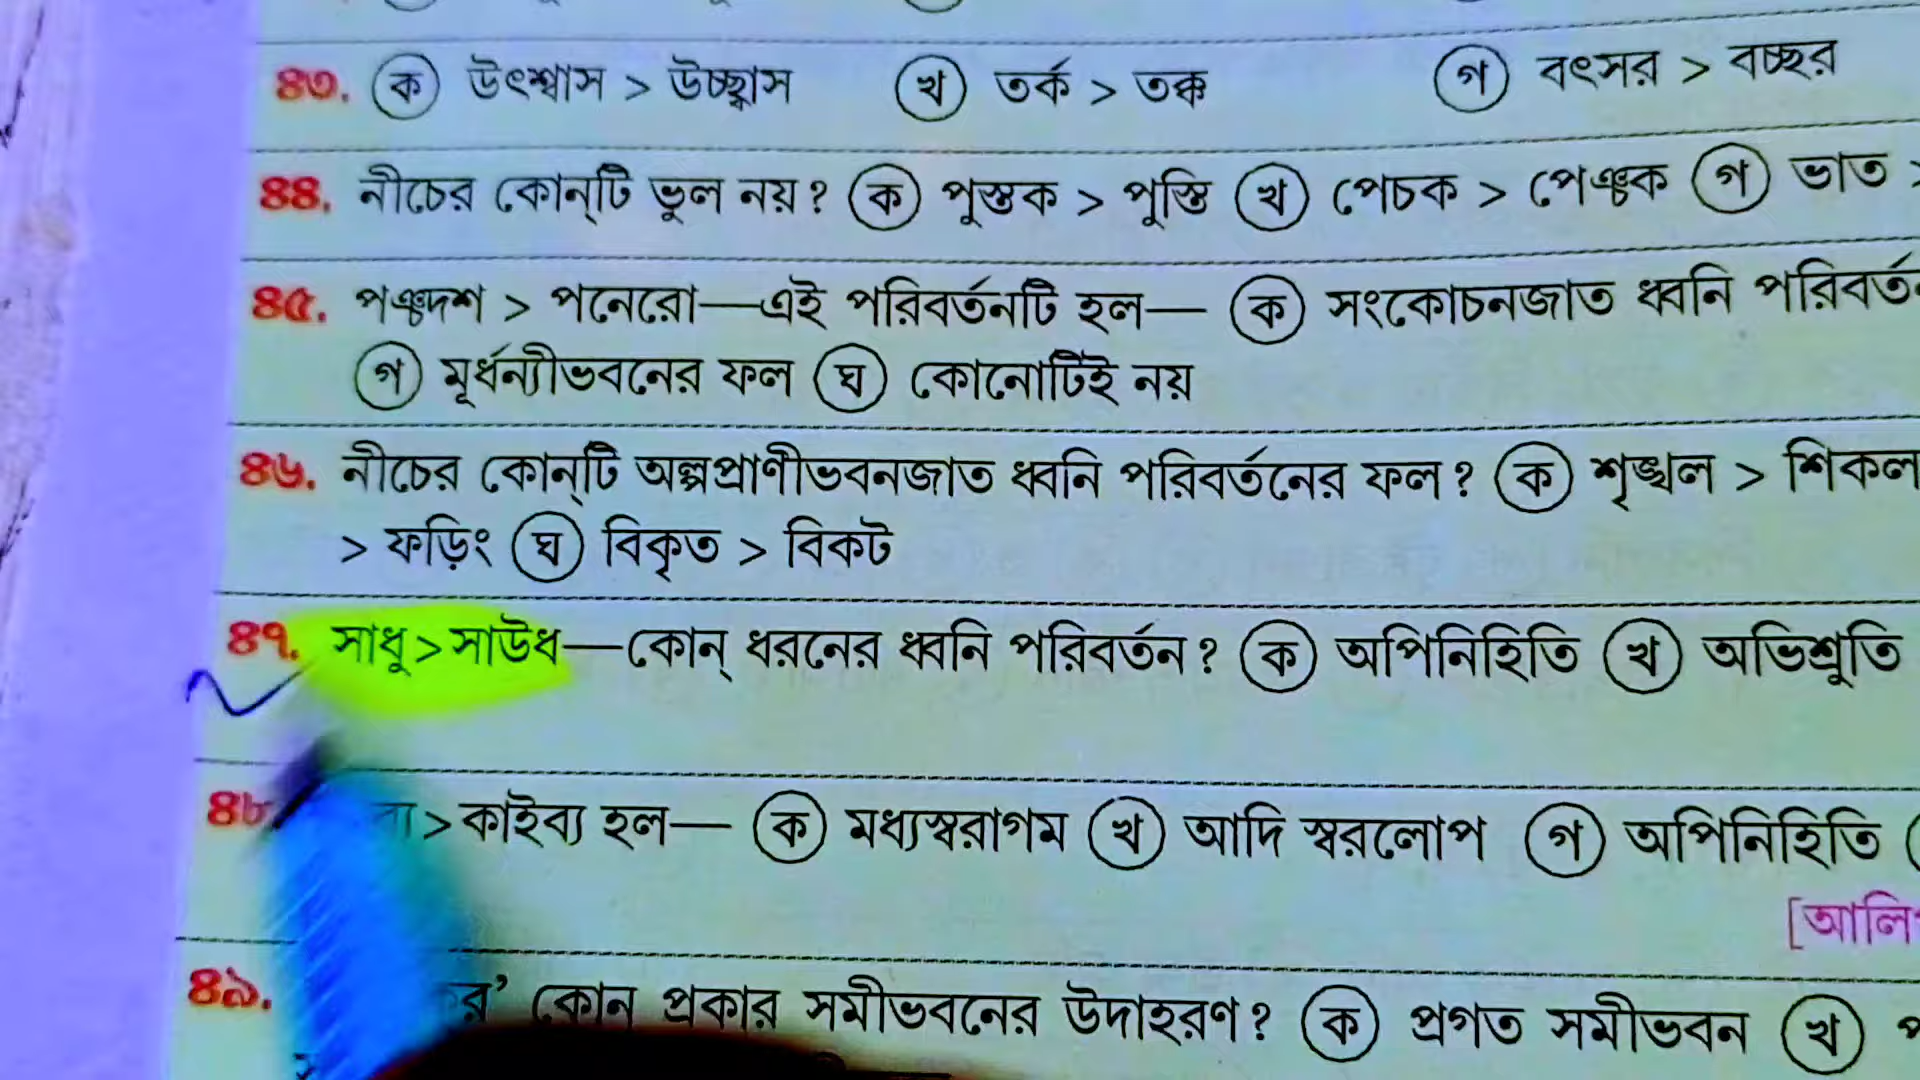 ৪৩. ক উৎশ্বাস > উচ্ছ্বাস খ তর্ক > তক্ক গ বৎসর > বচ্ছর
৪৪. নীচের কোন্‌টি ভুল নয়? ক পুস্তক > পুস্তি খ পেচক > পেঞ্চক গ ভাত >
৪৫. পঞ্চদশ > পনেরো—এই পরিবর্তনটি হল— ক সংকোচনজাত ধ্বনি
গ মূর্ধন্যীভবনের ফল ঘ কোনোটিই নয়
৪৬. নীচের কোন্‌টি অল্পপ্রাণীভবনজাত ধ্বনি পরিবর্তনের ফল? ক শৃঙ্খল > শিকল
> ফড়িং ঘ বিকৃত > বিকট
৪৭. সাধু > সাউধ—কোন্ ধরনের ধ্বনি পরিবর্তন? ক অপিনিহিতি খ অভিশ্রুতি
> কাইব্য হল— ক মধ্যস্বরাগম খ আদি স্বরলোপ গ অপিনিহিতি
৪৯. কোন প্রকার সমীভবনের উদাহরণ? ক প্রগত সমীভবন খ